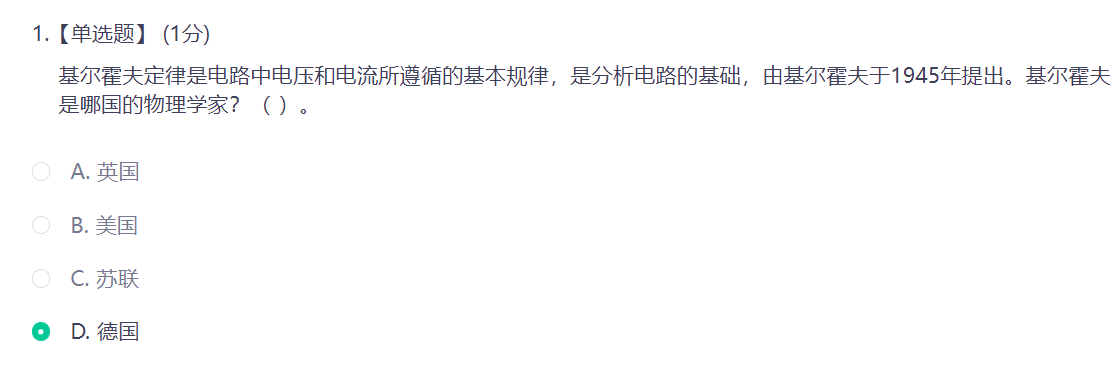 1.【单选题】 (1分)
基尔霍夫定律是电路中电压和电流所遵循的基本规律，是分析电路的基础，由基尔霍夫于1945年提出。基尔霍夫
是哪国的物理学家？（ ）。
A. 英国
B. 美国
C. 苏联
D. 德国